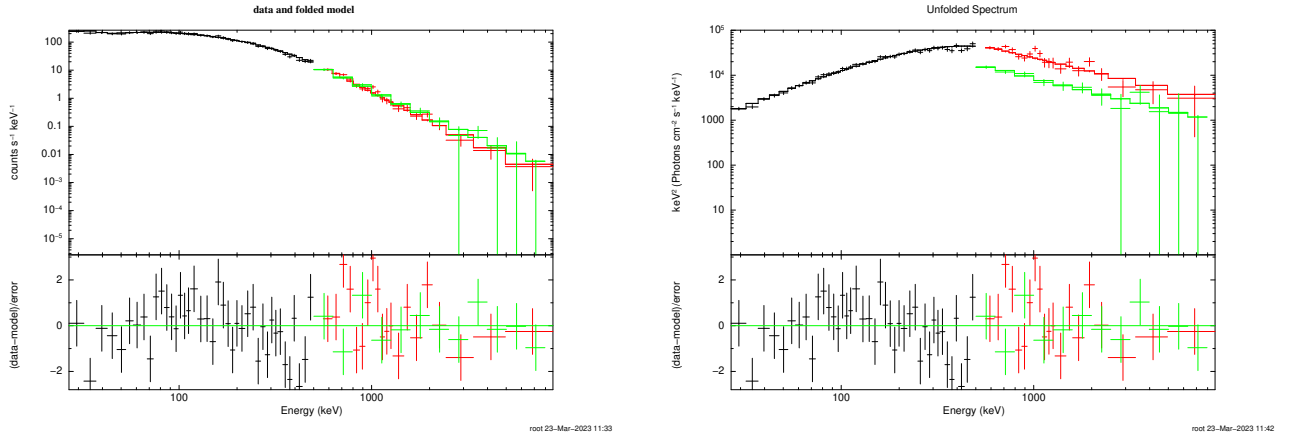 data and folded model
counts s⁻¹ keV⁻¹
100
10
1
0.1
0.01
10⁻³
10⁻⁴
10⁻⁵
(data−model)/error
2
0
−2
100
1000
Energy (keV)
root 23−Mar−2023 11:33
Unfolded Spectrum
keV² (Photons cm⁻² s⁻¹ keV⁻¹)
10⁵
10⁴
1000
100
10
(data−model)/error
2
0
−2
100
1000
Energy (keV)
root 23−Mar−2023 11:42